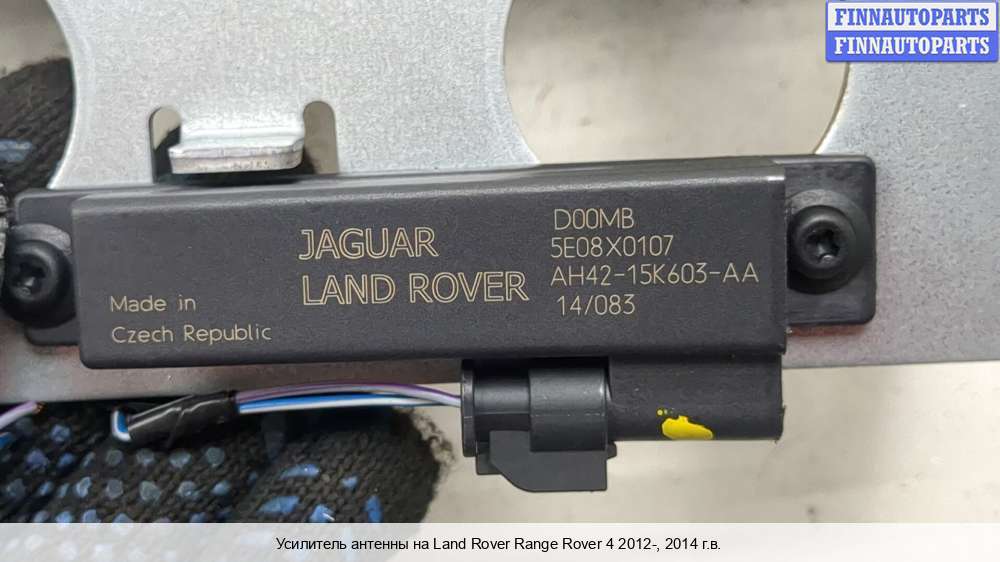 FINNAUTOPARTS
FINNAUTOPARTS
JAGUAR
LAND ROVER
D00MB
5E08X0107
AH42-15K603-AA
14/083
Made in
Czech Republic
Усилитель антенны на Land Rover Range Rover 4 2012-, 2014 г.в.